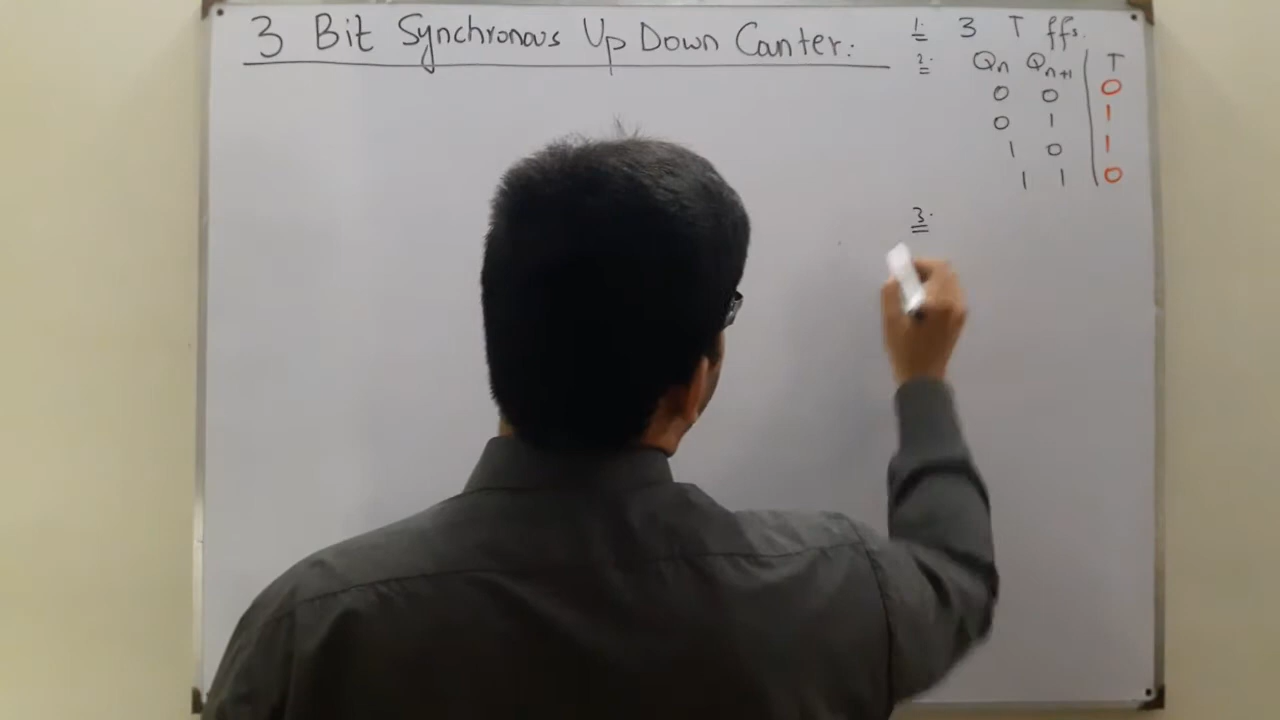 3 Bit Synchronous Up Down Canter:
1. 3 T ffs.
2. Qn Qn+1 T
0 0 0
0 1 1
1 0 1
1 1 0
3.